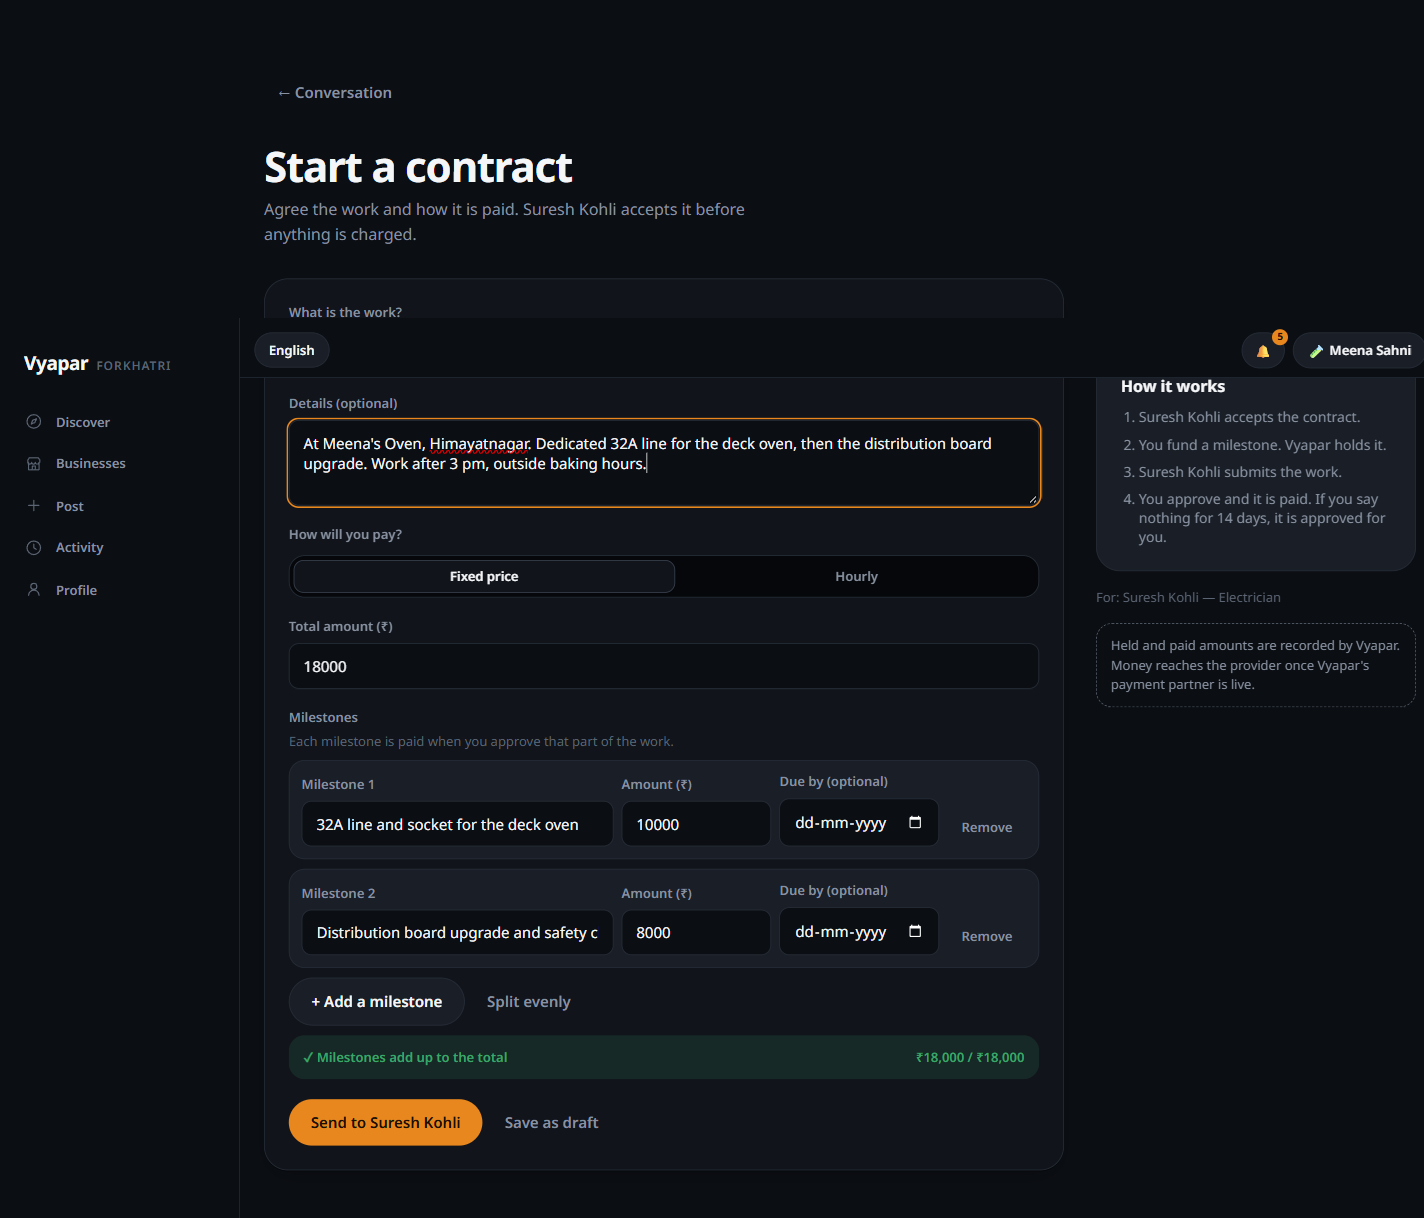 ← Conversation
Start a contract
Agree the work and how it is paid. Suresh Kohli accepts it before
anything is charged.
What is the work?
Vyapar FORKHATRI
English
5
Meena Sahni
Discover
Businesses
Post
Activity
Profile
Details (optional)
At Meena's Oven, Himayatnagar. Dedicated 32A line for the deck oven, then the distribution board
upgrade. Work after 3 pm, outside baking hours.
How will you pay?
Fixed price
Hourly
Total amount (₹)
18000
Milestones
Each milestone is paid when you approve that part of the work.
Milestone 1
Amount (₹)
Due by (optional)
32A line and socket for the deck oven
10000
dd-mm-yyyy
Remove
Milestone 2
Amount (₹)
Due by (optional)
Distribution board upgrade and safety c
8000
dd-mm-yyyy
Remove
+ Add a milestone
Split evenly
✓ Milestones add up to the total
₹18,000 / ₹18,000
Send to Suresh Kohli
Save as draft
How it works
1. Suresh Kohli accepts the contract.
2. You fund a milestone. Vyapar holds it.
3. Suresh Kohli submits the work.
4. You approve and it is paid. If you say
nothing for 14 days, it is approved for
you.
For: Suresh Kohli — Electrician
Held and paid amounts are recorded by Vyapar.
Money reaches the provider once Vyapar's
payment partner is live.